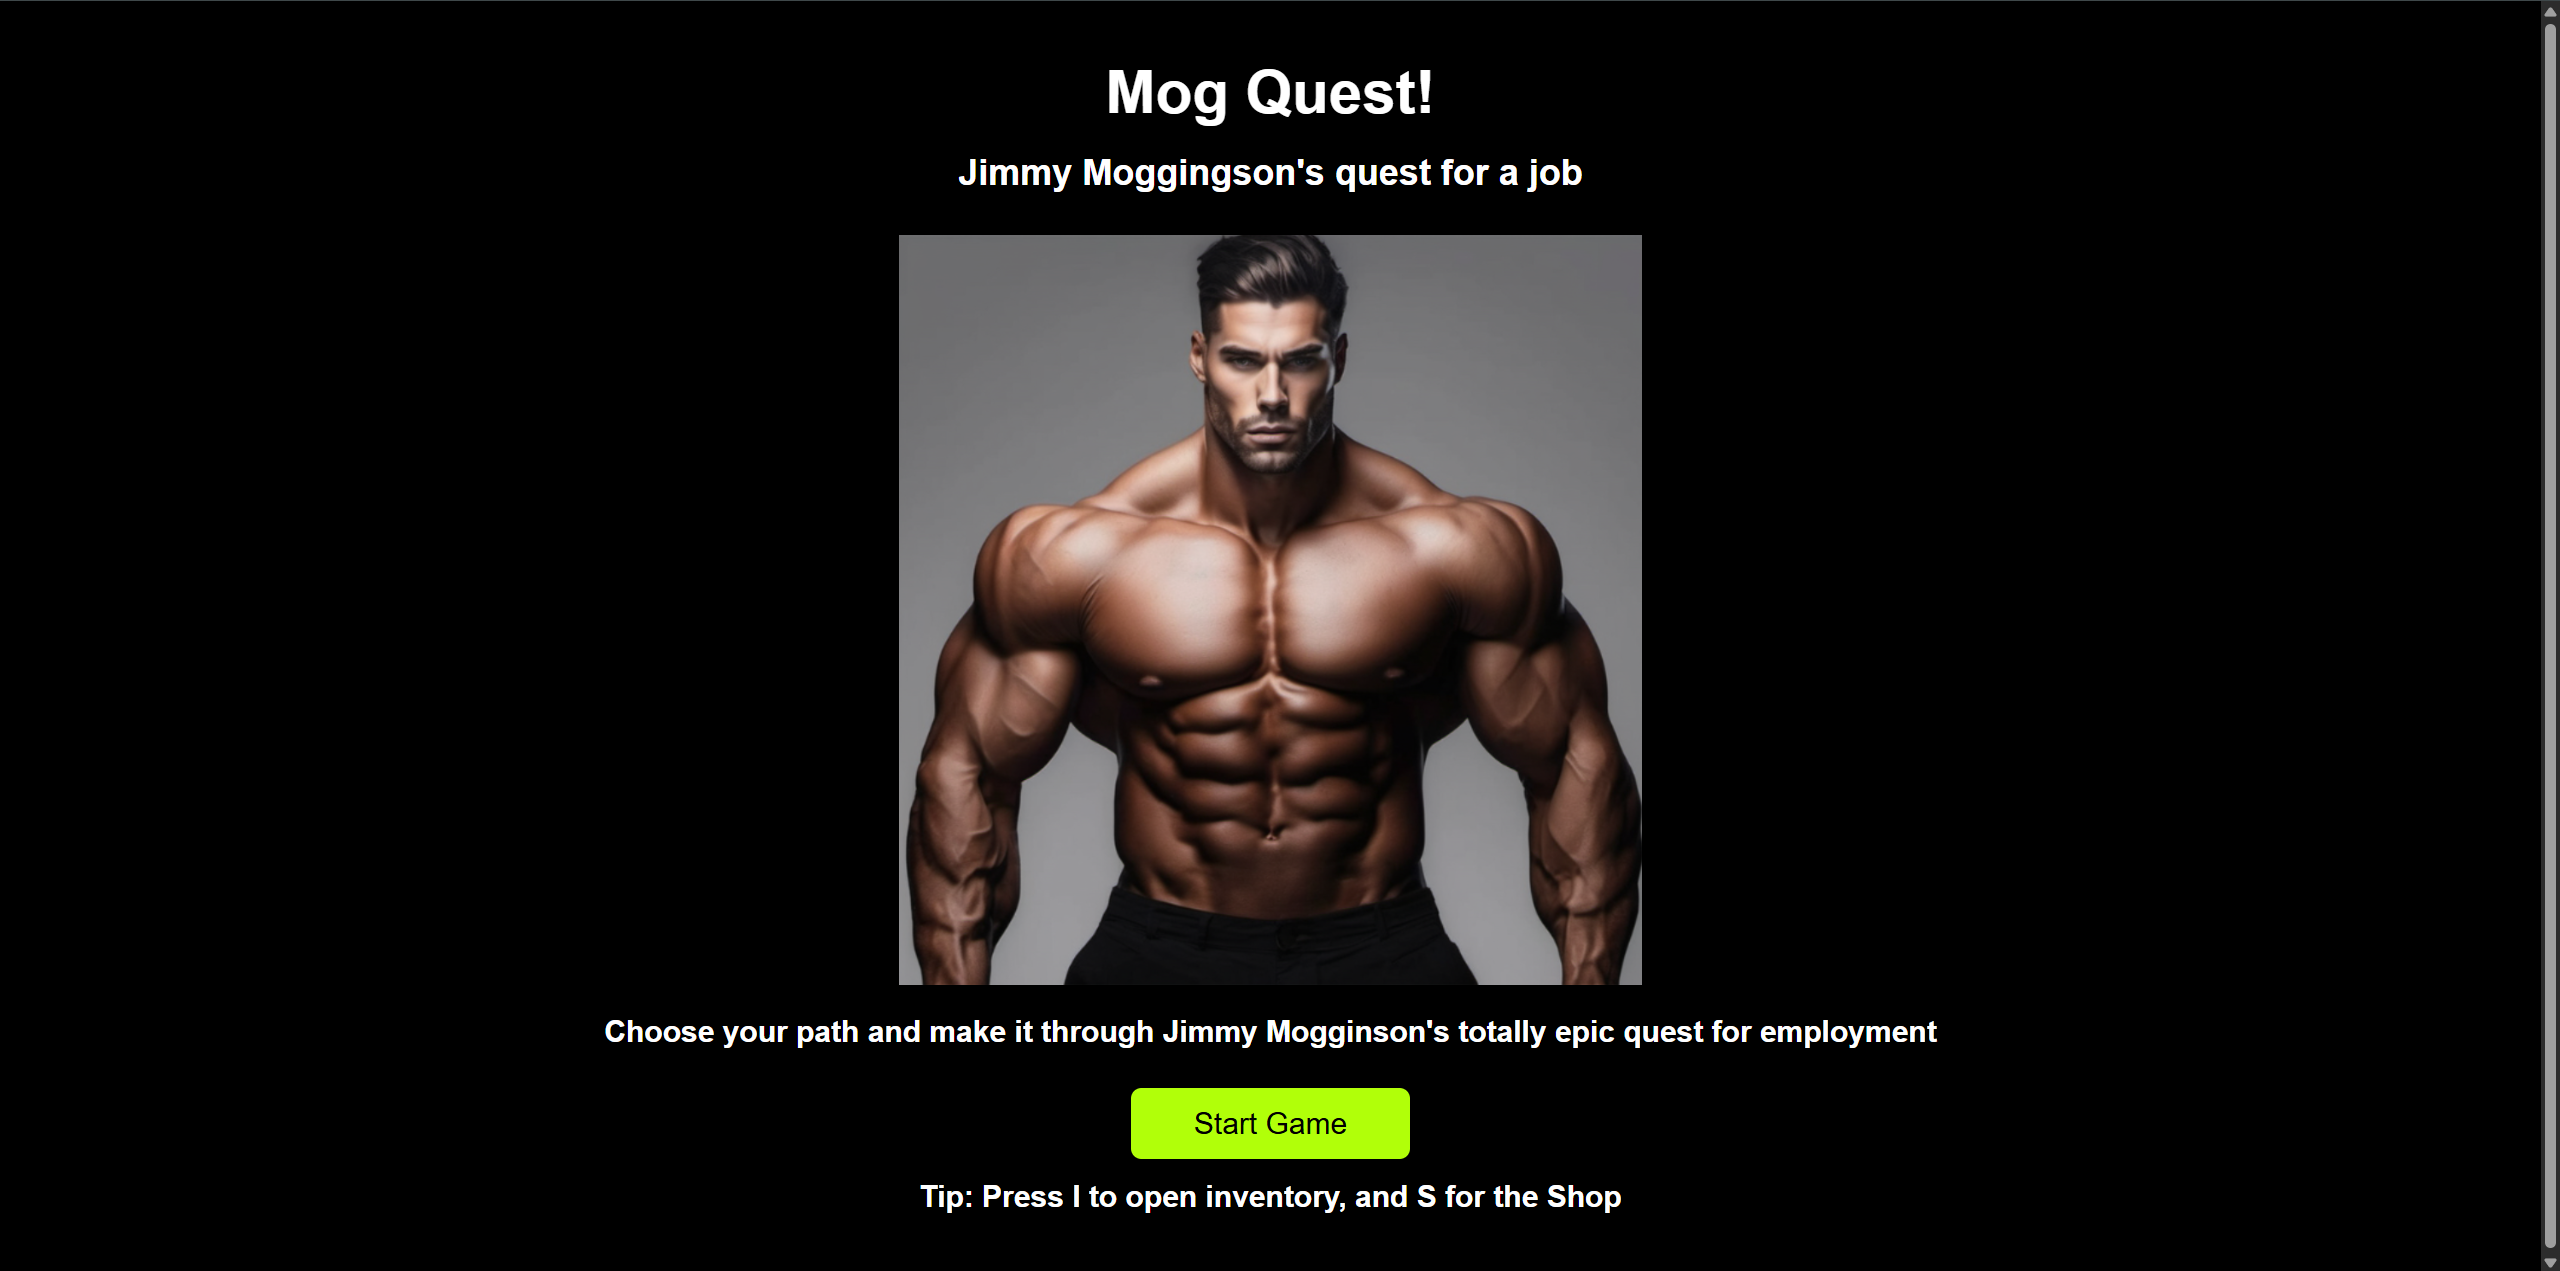 Mog Quest!
Jimmy Moggingson's quest for a job
Choose your path and make it through Jimmy Mogginson's totally epic quest for employment
Start Game
Tip: Press I to open inventory, and S for the Shop